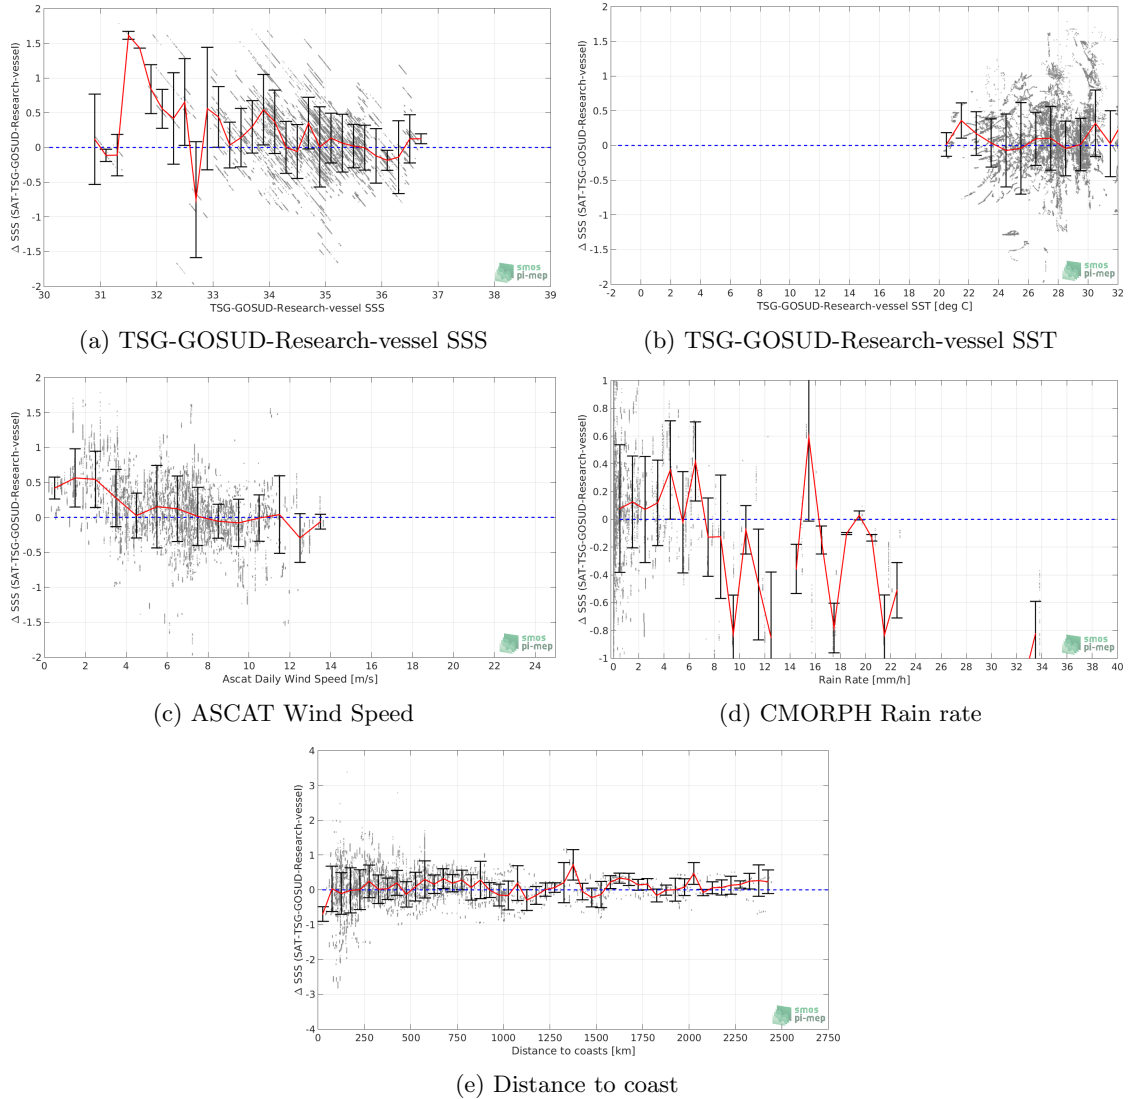 2
1.5
1
0.5
0
-0.5
-1
-1.5
-2
Δ SSS (SAT-TSG-GOSUD-Research-vessel)
30 31 32 33 34 35 36 37 38 39
TSG-GOSUD-Research-vessel SSS
smos
pi-mep
(a) TSG-GOSUD-Research-vessel SSS
2
1.5
1
0.5
0
-0.5
-1
-1.5
-2
Δ SSS (SAT-TSG-GOSUD-Research-vessel)
-2 0 2 4 6 8 10 12 14 16 18 20 22 24 26 28 30 32
TSG-GOSUD-Research-vessel SST [deg C]
smos
pi-mep
(b) TSG-GOSUD-Research-vessel SST
2
1.5
1
0.5
0
-0.5
-1
-1.5
-2
Δ SSS (SAT-TSG-GOSUD-Research-vessel)
0 2 4 6 8 10 12 14 16 18 20 22 24
Ascat Daily Wind Speed [m/s]
smos
pi-mep
(c) ASCAT Wind Speed
1
0.8
0.6
0.4
0.2
0
-0.2
-0.4
-0.6
-0.8
-1
Δ SSS (SAT-TSG-GOSUD-Research-vessel)
0 2 4 6 8 10 12 14 16 18 20 22 24 26 28 30 32 34 36 38 40
Rain Rate [mm/h]
smos
pi-mep
(d) CMORPH Rain rate
4
3
2
1
0
-1
-2
-3
-4
Δ SSS (SAT-TSG-GOSUD-Research-vessel)
0 250 500 750 1000 1250 1500 1750 2000 2250 2500 2750
Distance to coasts [km]
smos
pi-mep
(e) Distance to coast